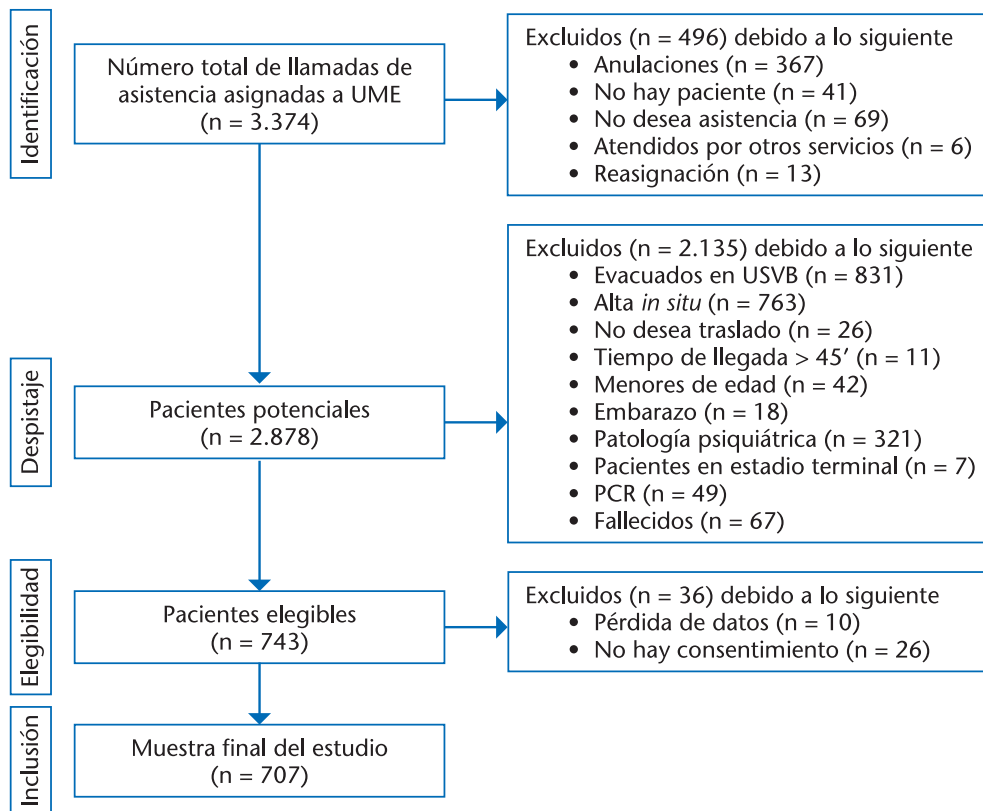 Identificación
Número total de llamadas de
asistencia asignadas a UME
(n = 3.374)
Excluidos (n = 496) debido a lo siguiente
• Anulaciones (n = 367)
• No hay paciente (n = 41)
• No desea asistencia (n = 69)
• Atendidos por otros servicios (n = 6)
• Reasignación (n = 13)
Despistaje
Pacientes potenciales
(n = 2.878)
Excluidos (n = 2.135) debido a lo siguiente
• Evacuados en USVB (n = 831)
• Alta in situ (n = 763)
• No desea traslado (n = 26)
• Tiempo de llegada > 45’ (n = 11)
• Menores de edad (n = 42)
• Embarazo (n = 18)
• Patología psiquiátrica (n = 321)
• Pacientes en estadio terminal (n = 7)
• PCR (n = 49)
• Fallecidos (n = 67)
Elegibilidad
Pacientes elegibles
(n = 743)
Excluidos (n = 36) debido a lo siguiente
• Pérdida de datos (n = 10)
• No hay consentimiento (n = 26)
Inclusión
Muestra final del estudio
(n = 707)